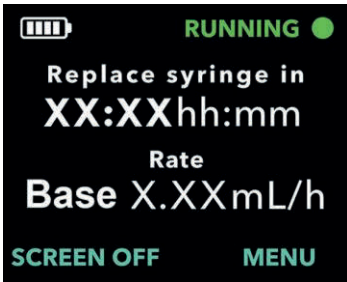 RUNNING
Replace syringe in
XX:XXhh:mm
Rate
Base X.XXmL/h
SCREEN OFF MENU